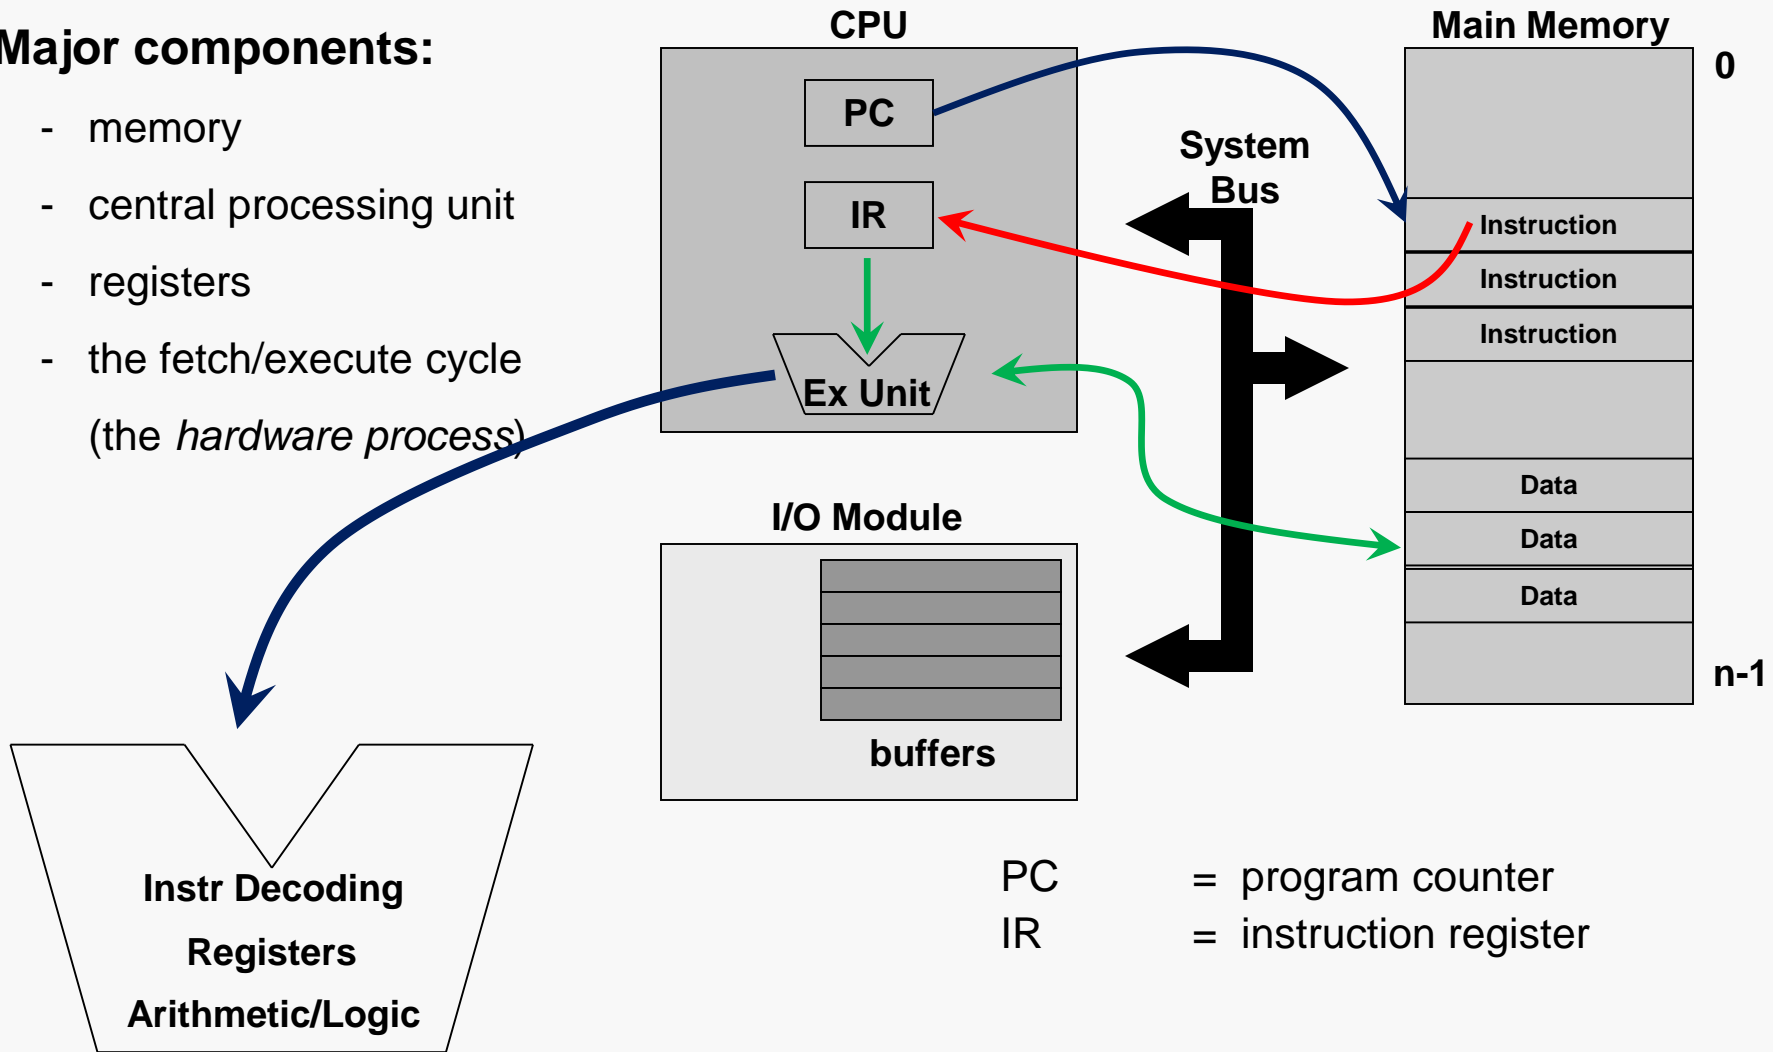 Major components:
- memory
- central processing unit
- registers
- the fetch/execute cycle
(the hardware process)
CPU
PC
IR
Ex Unit
System
Bus
Main Memory
0
Instruction
Instruction
Instruction
Data
Data
Data
n-1
I/O Module
buffers
Instr Decoding
Registers
Arithmetic/Logic
PC = program counter
IR = instruction register